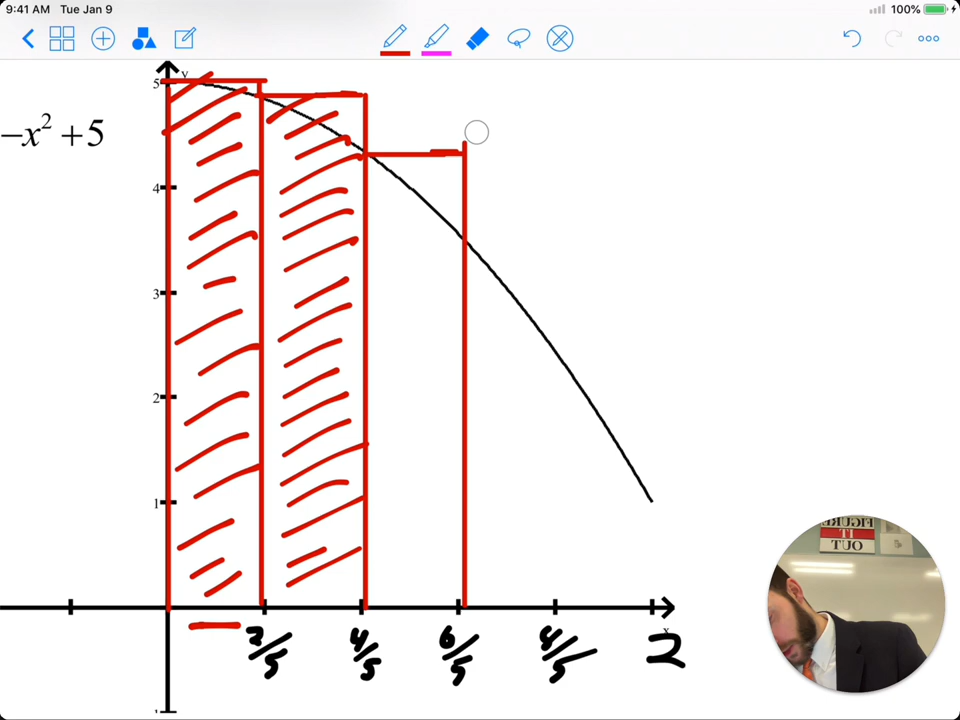 9:41 AM Tue Jan 9
100%
y
5
−x² + 5
4
3
2
1
x
2/5 4/5 6/5 4/5 2
FIGURE
IT
OUT